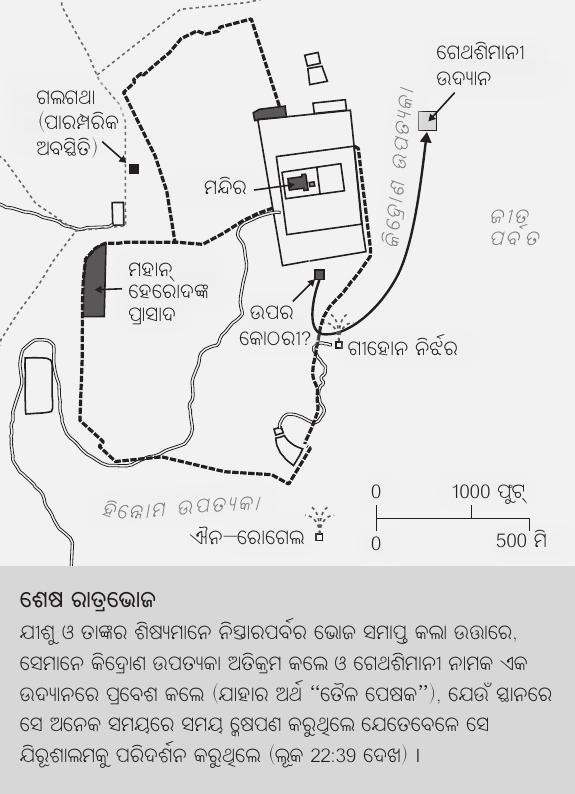 ଗେଥଶିମାନୀ
ଉଦ୍ୟାନ
ଗଲଗଥା
(ପାରମ୍ପରିକ
ଅବସ୍ଥିତି)
କିଦ୍ରୋଣ ଉପତ୍ୟକା
ମନ୍ଦିର
ଜୀତ
ପର୍ବତ
ମହାନ୍
ହେରୋଦଙ୍କ
ପ୍ରାସାଦ
ଉପର
କୋଠରୀ?
ଗୀହୋନ ନିର୍ଝର
ହିନ୍ନୋମ ଉପତ୍ୟକା
ଐନ–ରୋଗେଲ
0 1000 ଫୁଟ୍
0 500 ମି
ଶେଷ ରାତ୍ରଭୋଜ
ଯୀଶୁ ଓ ତାଙ୍କର ଶିଷ୍ୟମାନେ ନିସ୍ତାରପର୍ବର ଭୋଜ ସମାପ୍ତ କଲା ଉତ୍ତାରେ,
ସେମାନେ କିଦ୍ରୋଣ ଉପତ୍ୟକା ଅତିକ୍ରମ କଲେ ଓ ଗେଥଶିମାନୀ ନାମକ ଏକ
ଉଦ୍ୟାନରେ ପ୍ରବେଶ କଲେ (ଯାହାର ଅର୍ଥ “ତୈଳ ପେଷକ”), ଯେଉଁ ସ୍ଥାନରେ
ସେ ଅନେକ ସମୟରେ ସମୟ କ୍ଷେପଣ କରୁଥିଲେ ଯେତେବେଳେ ସେ
ଯିରୂଶାଲମକୁ ପରିଦର୍ଶନ କରୁଥିଲେ (ଲୂକ 22:39 ଦେଖ) ।